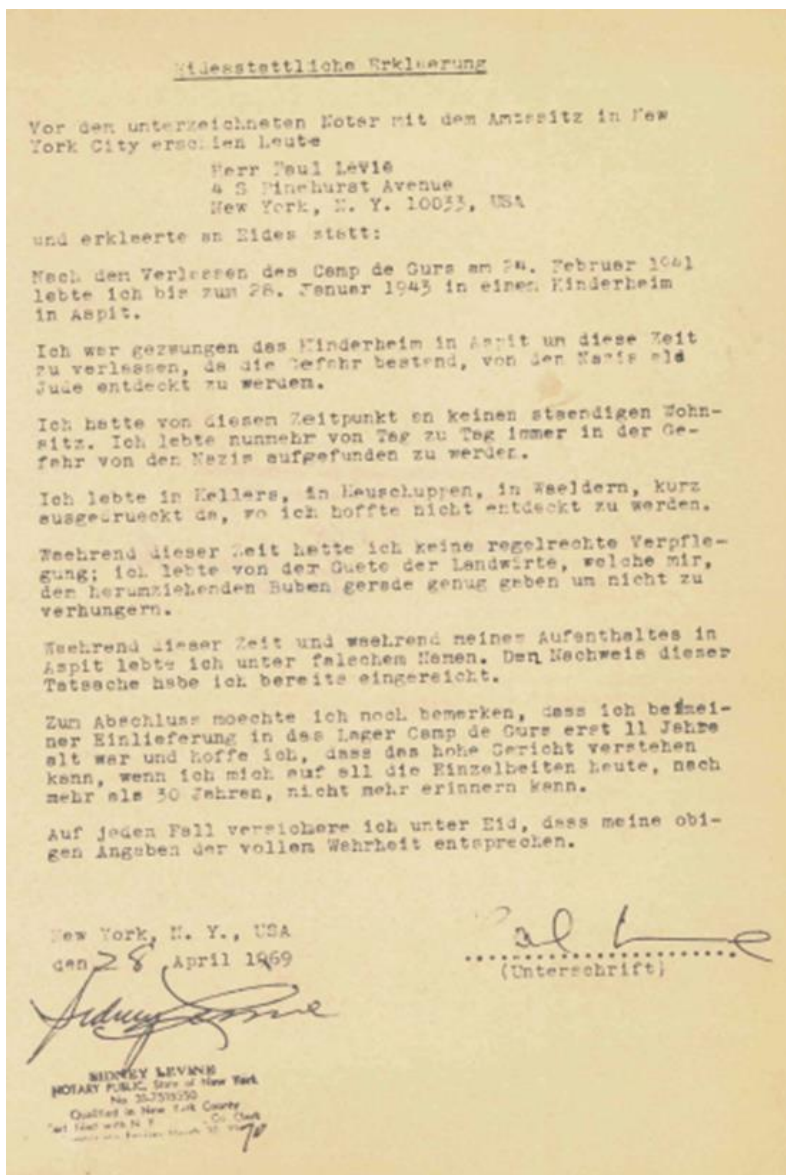 Eidesstattliche Erklaerung
Vor dem unterzeichneten Notar mit dem Amtssitz in New
York City erschien heute
Herr Paul Levie
4 S Pinehurst Avenue
New York, N. Y. 10033, USA
und erklaerte an Eides statt:
Nach dem Verlassen des Camp de Gurs am 24. Februar 1941
lebte ich bis zum 28. Januar 1943 in einem Kinderheim
in Aspit.
Ich war gezwungen das Kinderheim in Aspit um diese Zeit
zu verlassen, da die Gefahr bestand, von den Nazis als
Jude entdeckt zu werden.
Ich hatte von diesem Zeitpunkt an keinen staendigen Wohn-
sitz. Ich lebte nunmehr von Tag zu Tag immer in der Ge-
fahr von den Nazis aufgefunden zu werden.
Ich lebte in Kellers, in Heuschuppen, in Waeldern, kurz
ausgedrueckt da, wo ich hoffte nicht entdeckt zu werden.
Waehrend dieser Zeit hatte ich keine regelrechte Verpfle-
gung; ich lebte von der Guete der Landwirte, welche mir,
dem herumziehenden Buben gerade genug gaben um nicht zu
verhungern.
Waehrend dieser Zeit und waehrend meines Aufenthaltes in
Aspit lebte ich unter falschem Namen. Den Nachweis dieser
Tatsache habe ich bereits eingereicht.
Zum Abschluss moechte ich noch bemerken, dass ich bei mei-
ner Einlieferung in das Lager Camp de Gurs erst 11 Jahre
alt war und hoffe ich, dass das hohe Gericht verstehen
kann, wenn ich mich auf all die Einzelheiten heute, nach
mehr als 30 Jahren, nicht mehr erinnern kann.
Auf jeden Fall versichere ich unter Eid, dass meine obi-
gen Angaben der vollen Wahrheit entsprechen.
New York, N. Y., USA
den 28 April 1969
(Unterschrift)
Sidney Levine
SIDNEY LEVINE
NOTARY PUBLIC, State of New York
No.
Qualified in New York County
Cert. filed with N. Y. Co. Clerk
70